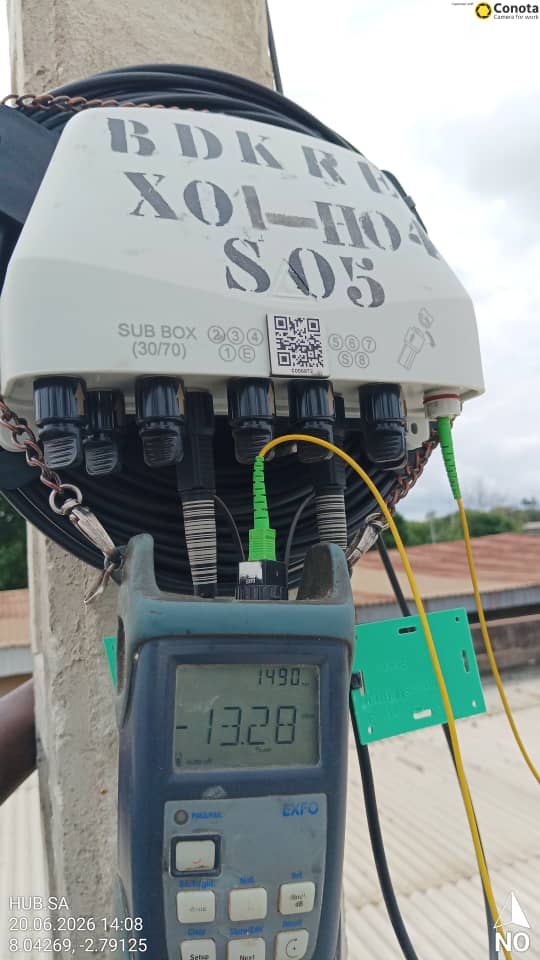 Conota
Camera for work
BDKRE
X01-H04
S05
SUB BOX
(30/70)
2 3 4
1 E
5 6 7
S 8
1490
-13.28
EXFO
Setup
Next
HUB.SA
20.06.2026 14:08
8.04269, -2.79125
NO